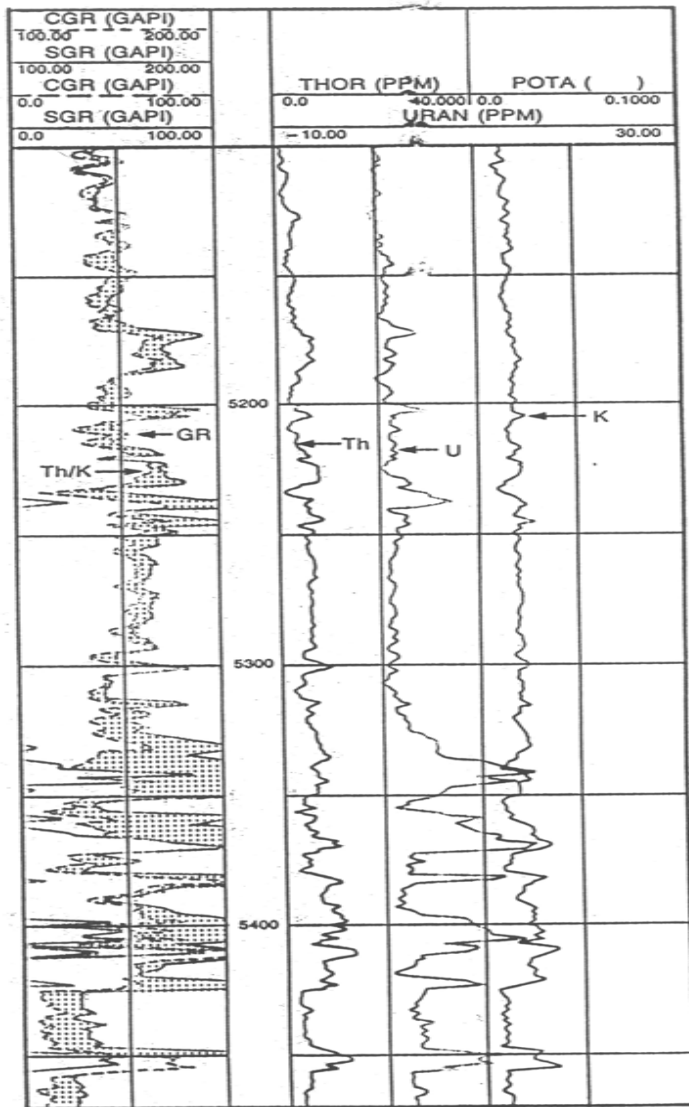 CGR (GAPI)
100.00 200.00
SGR (GAPI)
100.00 200.00
CGR (GAPI) THOR (PPM) POTA ( )
0.0 100.00 0.0 40.000 0.0 0.1000
SGR (GAPI) URAN (PPM)
0.0 100.00 -10.00 30.00
5200
K
GR Th U
Th/K
5300
5400